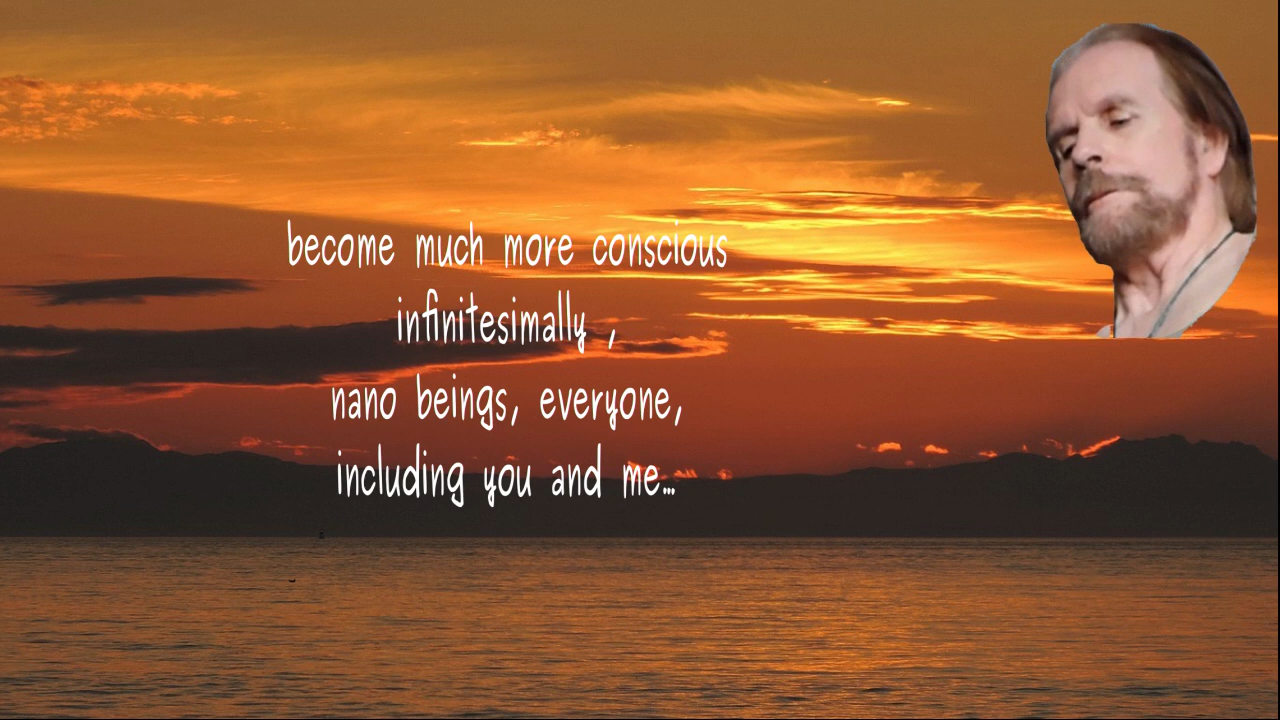 become much more conscious
infinitesimally ,
nano beings, everyone,
including you and me...